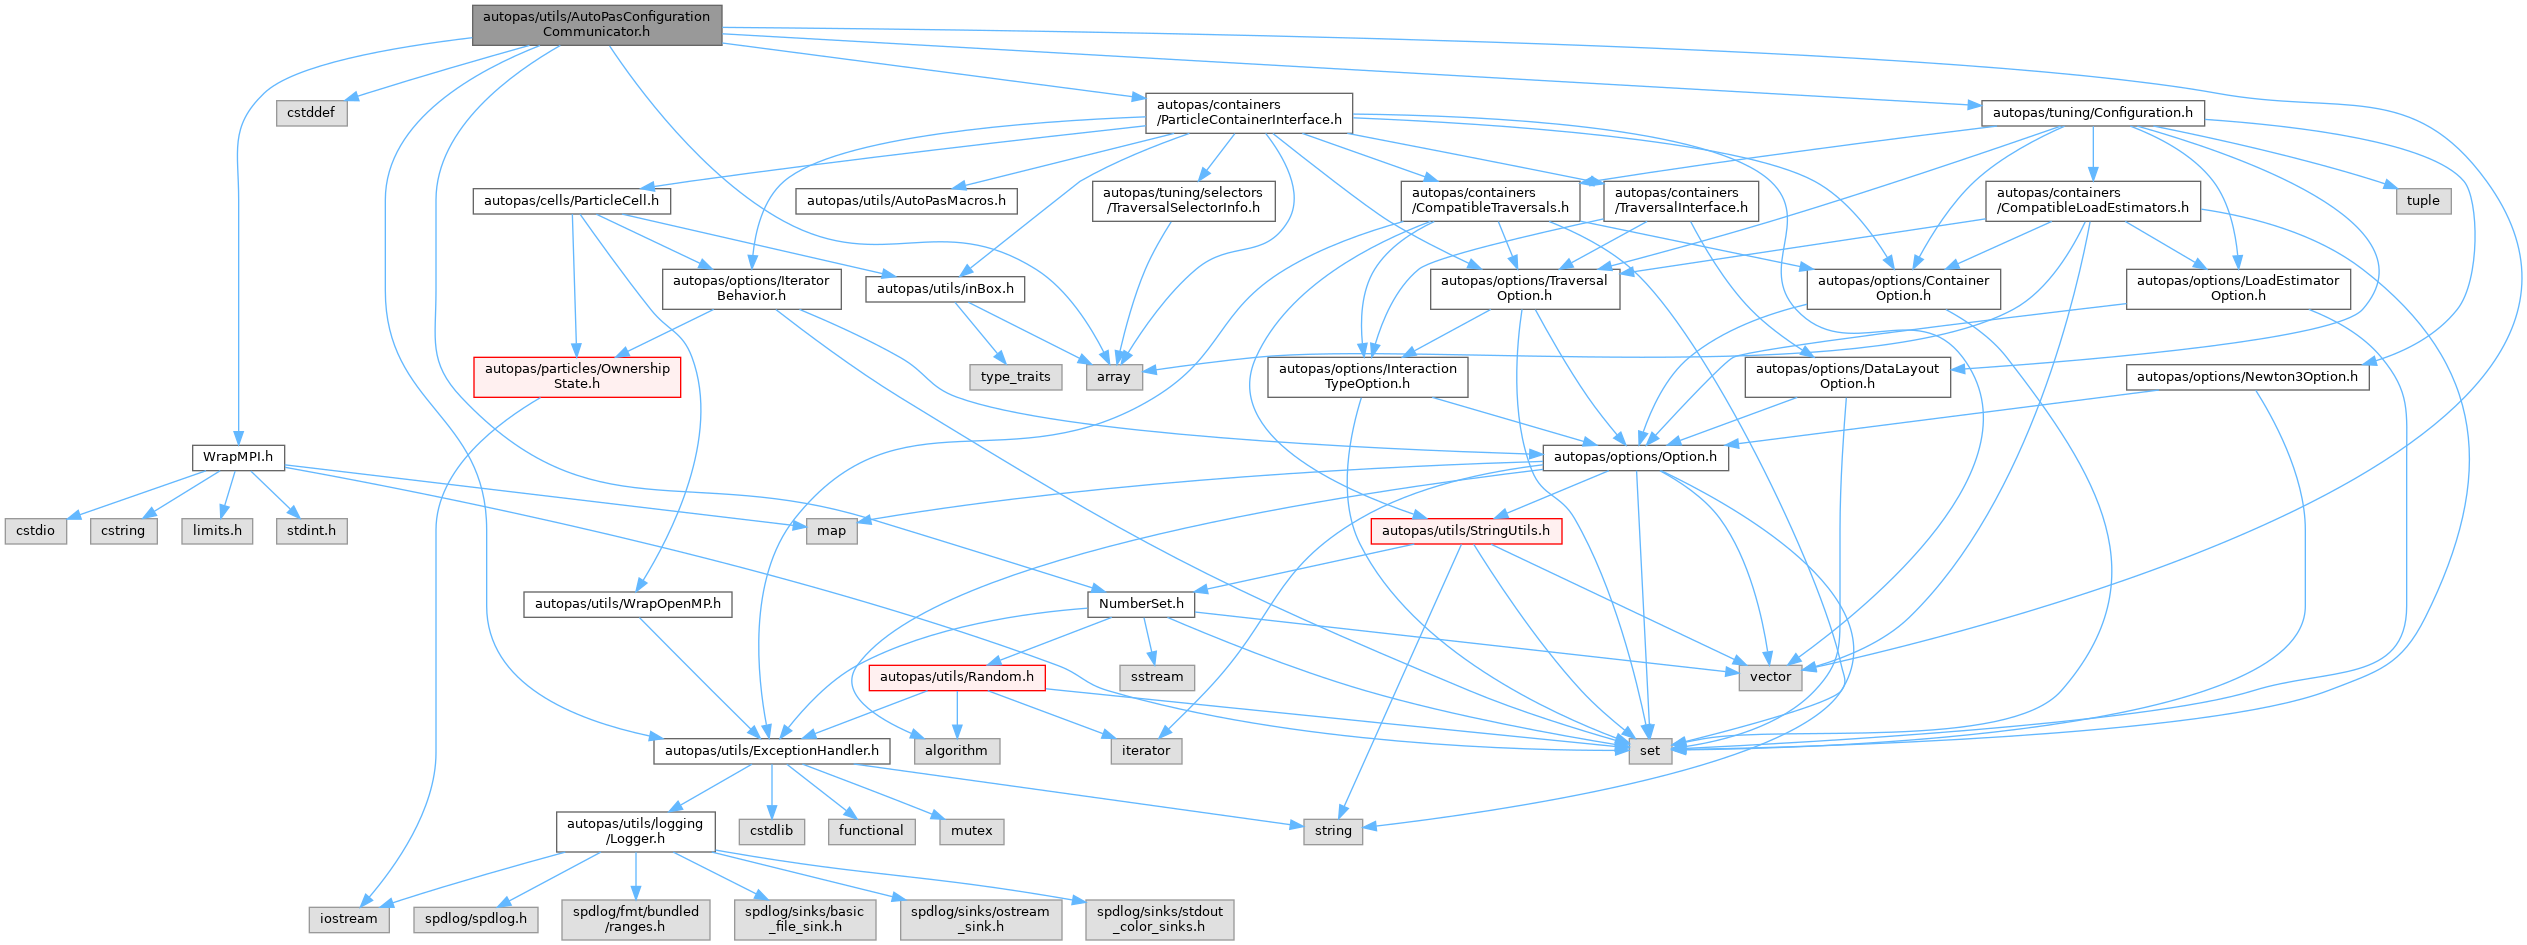 autopas/utils/AutoPasConfiguration
Communicator.h
cstddef
autopas/containers
/ParticleContainerInterface.h
autopas/tuning/Configuration.h
autopas/cells/ParticleCell.h
autopas/utils/AutoPasMacros.h
autopas/tuning/selectors
/TraversalSelectorInfo.h
autopas/containers
/CompatibleTraversals.h
autopas/containers
/TraversalInterface.h
autopas/containers
/CompatibleLoadEstimators.h
tuple
autopas/options/Iterator
Behavior.h
autopas/utils/inBox.h
autopas/options/Traversal
Option.h
autopas/options/Container
Option.h
autopas/options/LoadEstimator
Option.h
autopas/particles/Ownership
State.h
type_traits
array
autopas/options/Interaction
TypeOption.h
autopas/options/DataLayout
Option.h
autopas/options/Newton3Option.h
WrapMPI.h
autopas/options/Option.h
cstdio
cstring
limits.h
stdint.h
map
autopas/utils/StringUtils.h
autopas/utils/WrapOpenMP.h
NumberSet.h
autopas/utils/Random.h
sstream
vector
autopas/utils/ExceptionHandler.h
algorithm
iterator
set
autopas/utils/logging
/Logger.h
cstdlib
functional
mutex
string
iostream
spdlog/spdlog.h
spdlog/fmt/bundled
/ranges.h
spdlog/sinks/basic
_file_sink.h
spdlog/sinks/ostream
_sink.h
spdlog/sinks/stdout
_color_sinks.h